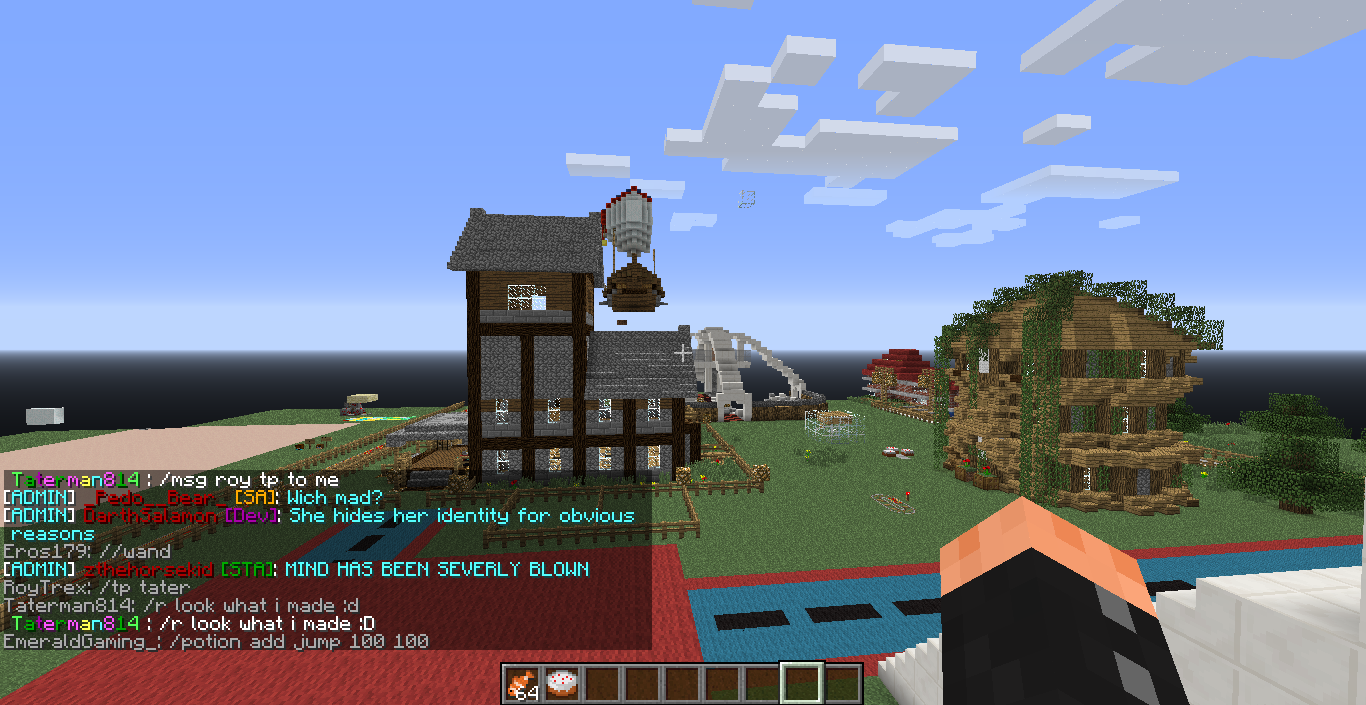 Taterman814 : /msg roy tp to me
[ADMIN] _Pedo__Bear_ [SA]: Wich mad?
[ADMIN] DarthSalamon [Dev]: She hides her identity for obvious
reasons
Eros179: //wand
[ADMIN] zthehorsekid [STA]: MIND HAS BEEN SEVERLY BLOWN
RoyTrex: /tp tater
Taterman814: /r look what i made :d
Taterman814 : /r look what i made :D
EmeraldGaming_: /potion add jump 100 100
64